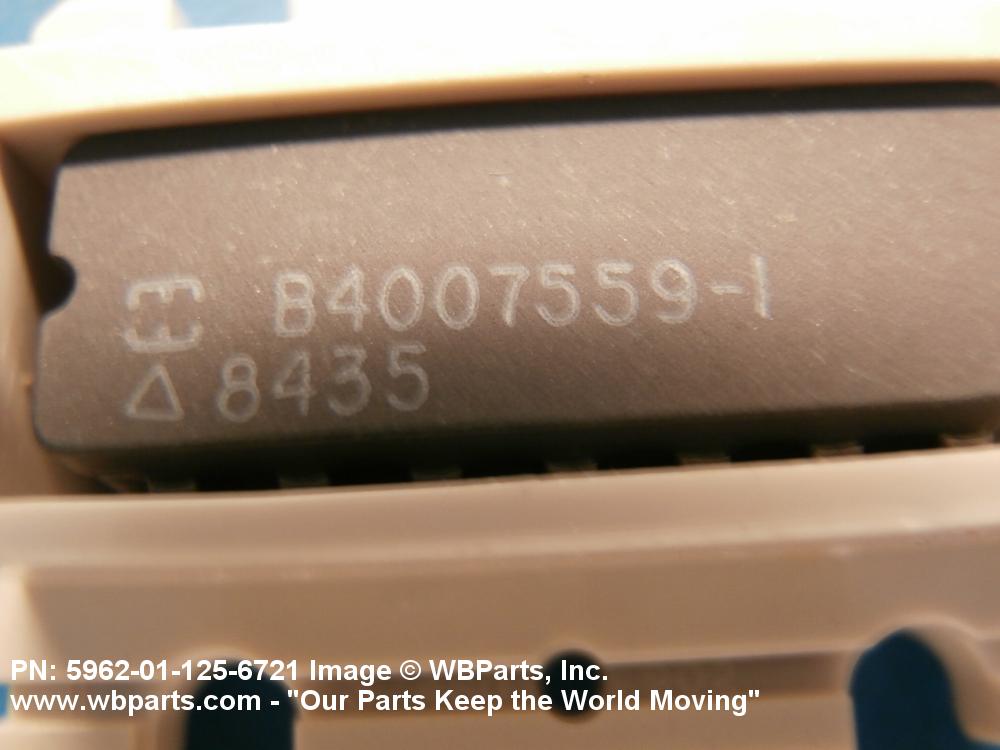 B4007559-1
△ 8435
PN: 5962-01-125-6721 Image © WBParts, Inc.
www.wbparts.com - "Our Parts Keep the World Moving"